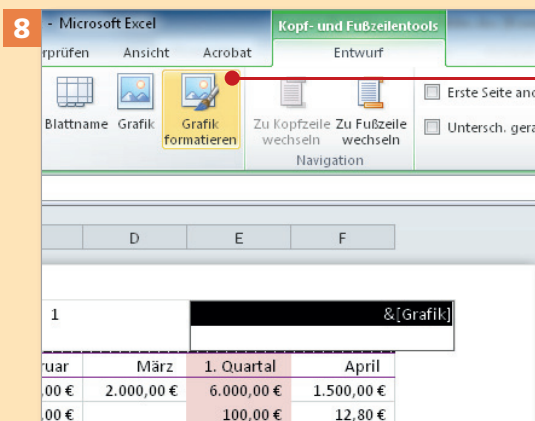 8
- Microsoft Excel
Kopf- und Fußzeilentools
rprüfen Ansicht Acrobat Entwurf
Blattname Grafik Grafik formatieren
Zu Kopfzeile wechseln Zu Fußzeile wechseln
Erste Seite and
Untersch. gera
Navigation
D E F
1
&[Grafik]
ruar März 1. Quartal April
,00 € 2.000,00 € 6.000,00 € 1.500,00 €
,00 € 100,00 € 12,80 €